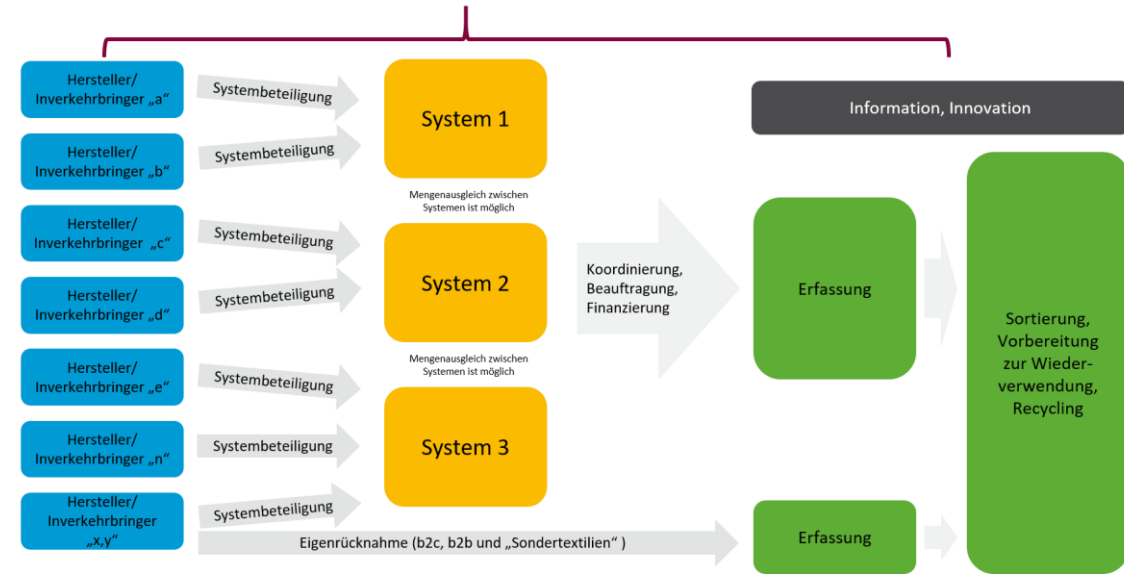 Hersteller/
Inverkehrbringer „a“
Systembeteiligung
Hersteller/
Inverkehrbringer „b“
Systembeteiligung
System 1
Mengenausgleich zwischen
Systemen ist möglich
Hersteller/
Inverkehrbringer „c“
Systembeteiligung
Hersteller/
Inverkehrbringer „d“
Systembeteiligung
System 2
Mengenausgleich zwischen
Systemen ist möglich
Hersteller/
Inverkehrbringer „e“
Systembeteiligung
Hersteller/
Inverkehrbringer „n“
Systembeteiligung
System 3
Hersteller/
Inverkehrbringer
„x,y“
Systembeteiligung
Eigenrücknahme (b2c, b2b und „Sondertextilien“ )
Koordinierung,
Beauftragung,
Finanzierung
Information, Innovation
Erfassung
Erfassung
Sortierung,
Vorbereitung
zur Wieder-
verwendung,
Recycling